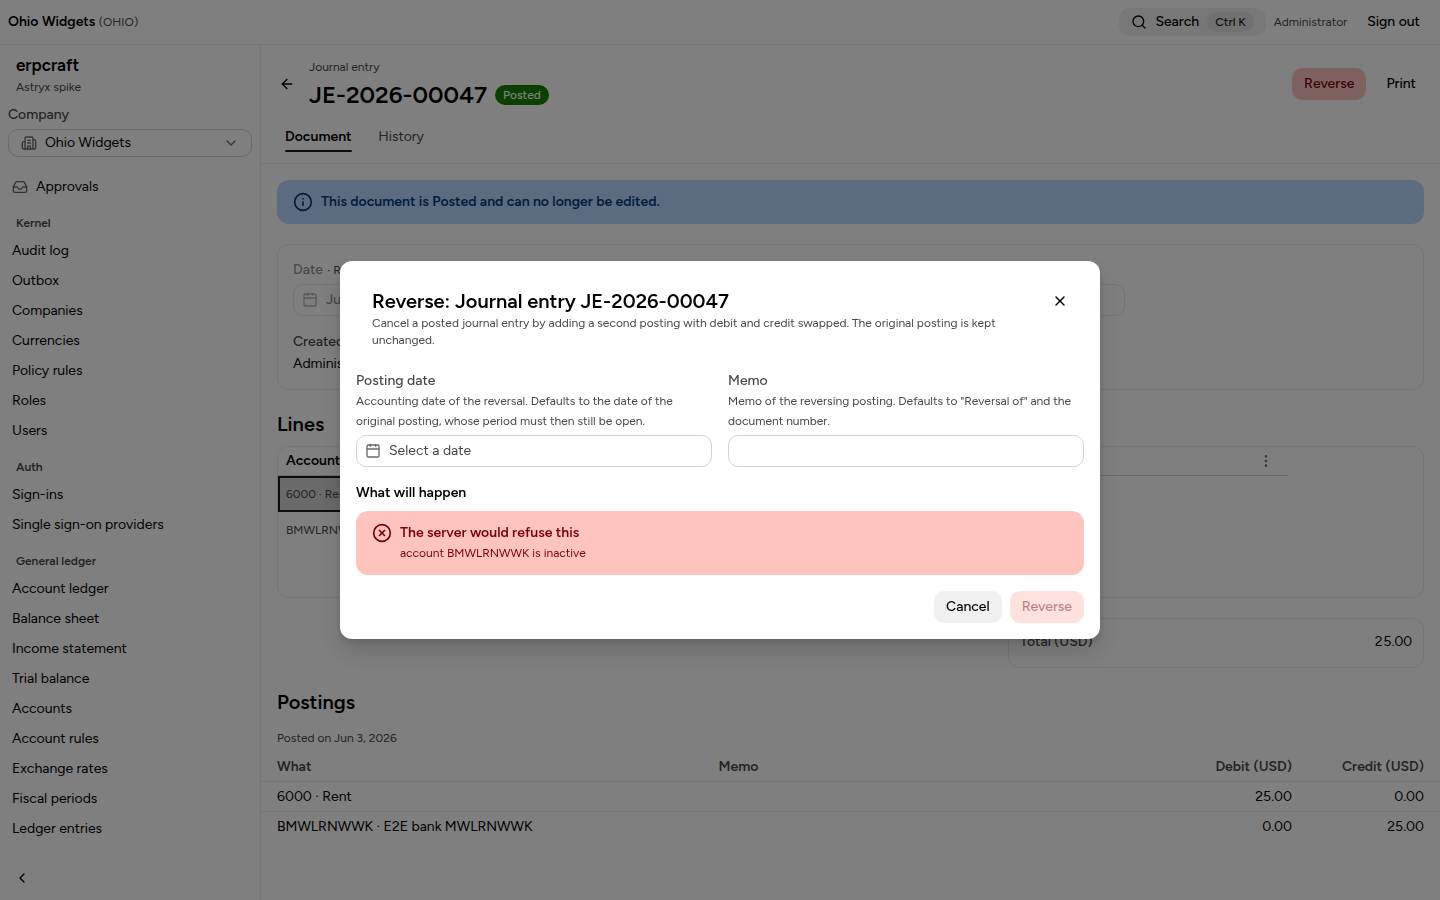 Ohio Widgets (OHIO)
Search Ctrl K
Administrator
Sign out
erpcraft
Astryx spike
Company
Ohio Widgets
Approvals
Kernel
Audit log
Outbox
Companies
Currencies
Policy rules
Roles
Users
Auth
Sign-ins
Single sign-on providers
General ledger
Account ledger
Balance sheet
Income statement
Trial balance
Accounts
Account rules
Exchange rates
Fiscal periods
Ledger entries
Journal entry
JE-2026-00047 Posted
Reverse
Print
Document
History
This document is Posted and can no longer be edited.
Date
Lines
Account
Reverse: Journal entry JE-2026-00047
Cancel a posted journal entry by adding a second posting with debit and credit swapped. The original posting is kept
unchanged.
Posting date
Accounting date of the reversal. Defaults to the date of the
original posting, whose period must then still be open.
Select a date
Memo
Memo of the reversing posting. Defaults to "Reversal of" and the
document number.
What will happen
The server would refuse this
account BMWLRNWWK is inactive
Cancel
Reverse
Total (USD) 25.00
Postings
Posted on Jun 3, 2026
What Memo Debit (USD) Credit (USD)
6000 · Rent 25.00 0.00
BMWLRNWWK · E2E bank MWLRNWWK 0.00 25.00